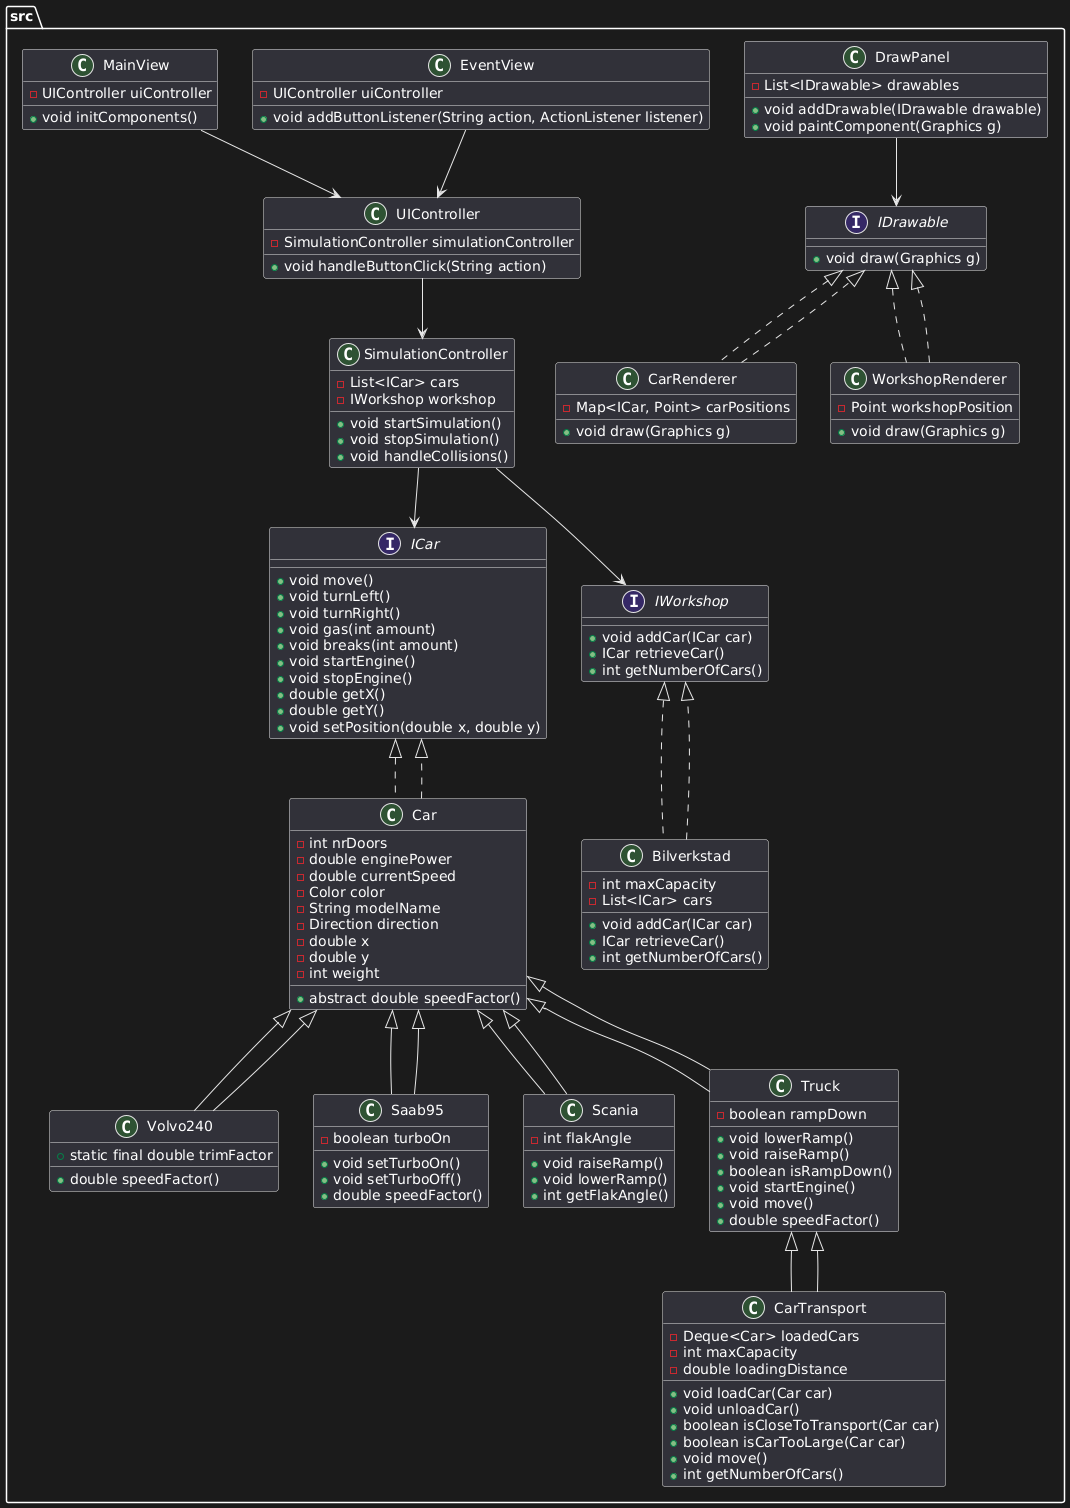 src
MainView
UIController uiController
void initComponents()
EventView
UIController uiController
void addButtonListener(String action, ActionListener listener)
DrawPanel
List<IDrawable> drawables
void addDrawable(IDrawable drawable)
void paintComponent(Graphics g)
UIController
SimulationController simulationController
void handleButtonClick(String action)
IDrawable
void draw(Graphics g)
SimulationController
List<ICar> cars
IWorkshop workshop
void startSimulation()
void stopSimulation()
void handleCollisions()
CarRenderer
Map<ICar, Point> carPositions
void draw(Graphics g)
WorkshopRenderer
Point workshopPosition
void draw(Graphics g)
ICar
void move()
void turnLeft()
void turnRight()
void gas(int amount)
void breaks(int amount)
void startEngine()
void stopEngine()
double getX()
double getY()
void setPosition(double x, double y)
IWorkshop
void addCar(ICar car)
ICar retrieveCar()
int getNumberOfCars()
Car
int nrDoors
double enginePower
double currentSpeed
Color color
String modelName
Direction direction
double x
double y
int weight
abstract double speedFactor()
Bilverkstad
int maxCapacity
List<ICar> cars
void addCar(ICar car)
ICar retrieveCar()
int getNumberOfCars()
Volvo240
static final double trimFactor
double speedFactor()
Saab95
boolean turboOn
void setTurboOn()
void setTurboOff()
double speedFactor()
Scania
int flakAngle
void raiseRamp()
void lowerRamp()
int getFlakAngle()
Truck
boolean rampDown
void lowerRamp()
void raiseRamp()
boolean isRampDown()
void startEngine()
void move()
double speedFactor()
CarTransport
Deque<Car> loadedCars
int maxCapacity
double loadingDistance
void loadCar(Car car)
void unloadCar()
boolean isCloseToTransport(Car car)
boolean isCarTooLarge(Car car)
void move()
int getNumberOfCars()